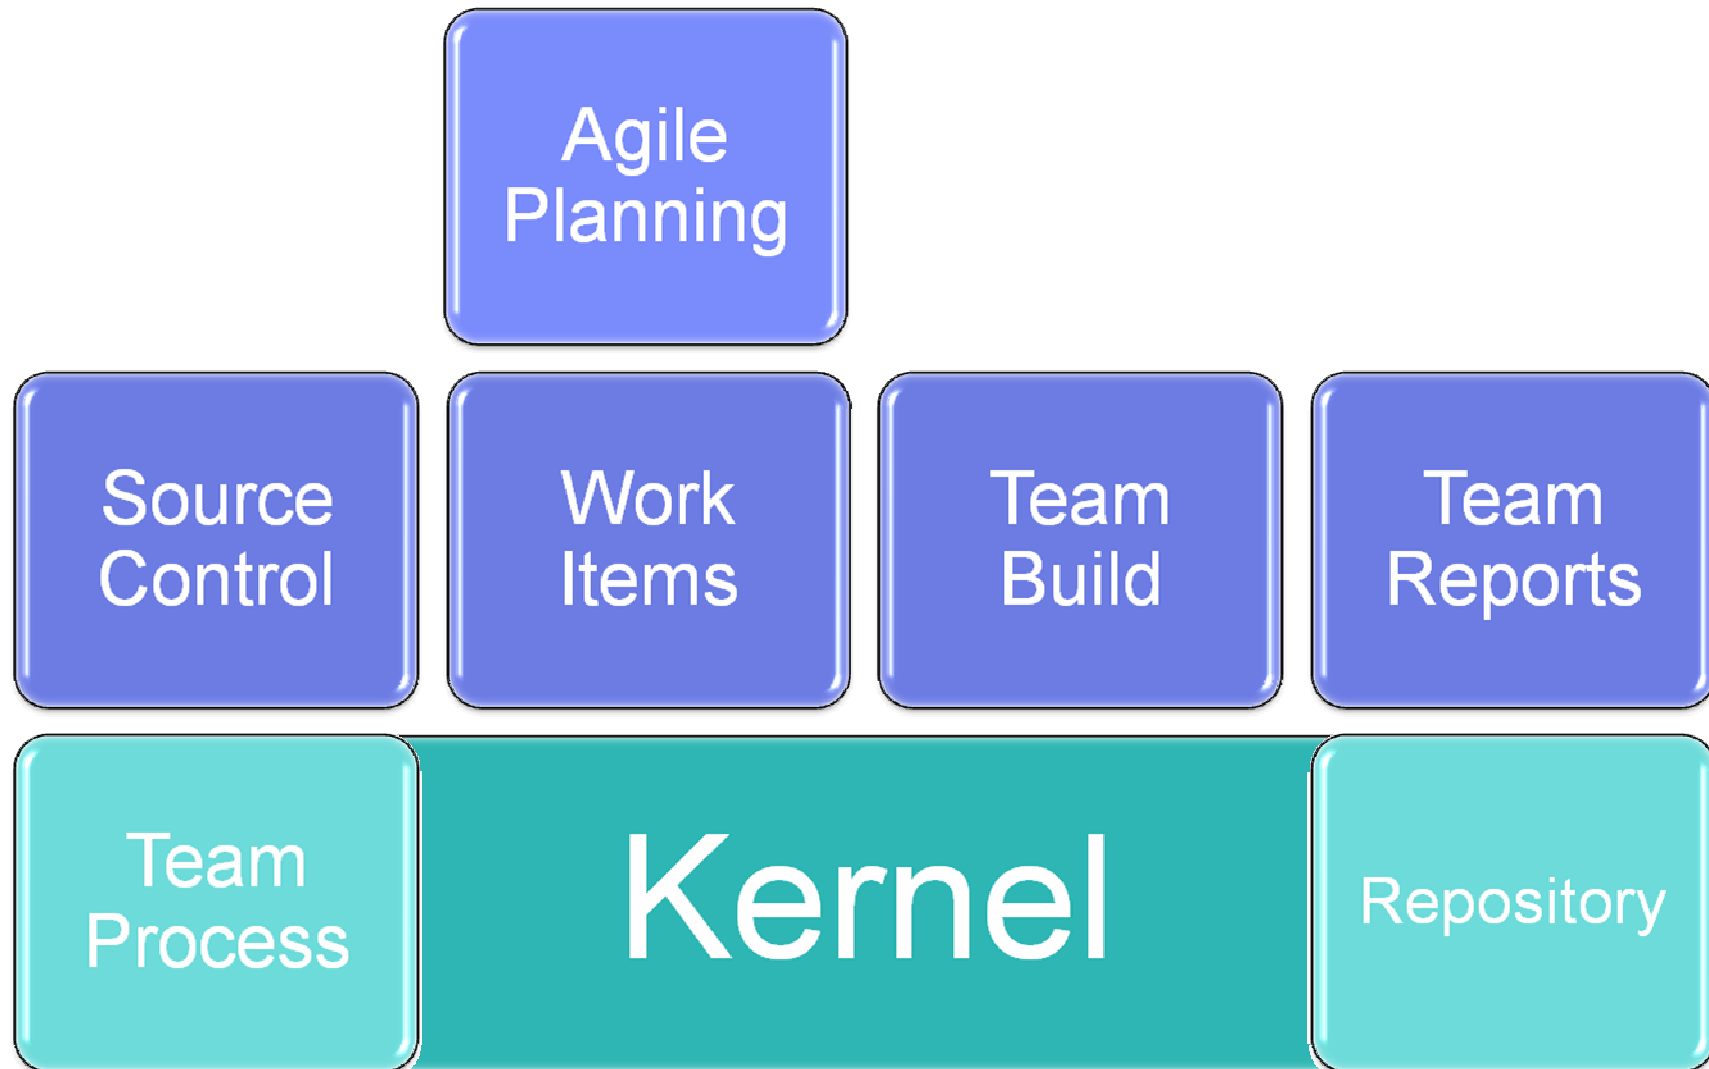 Agile
Planning
Source
Control
Work
Items
Team
Build
Team
Reports
Team
Process
Kernel
Repository